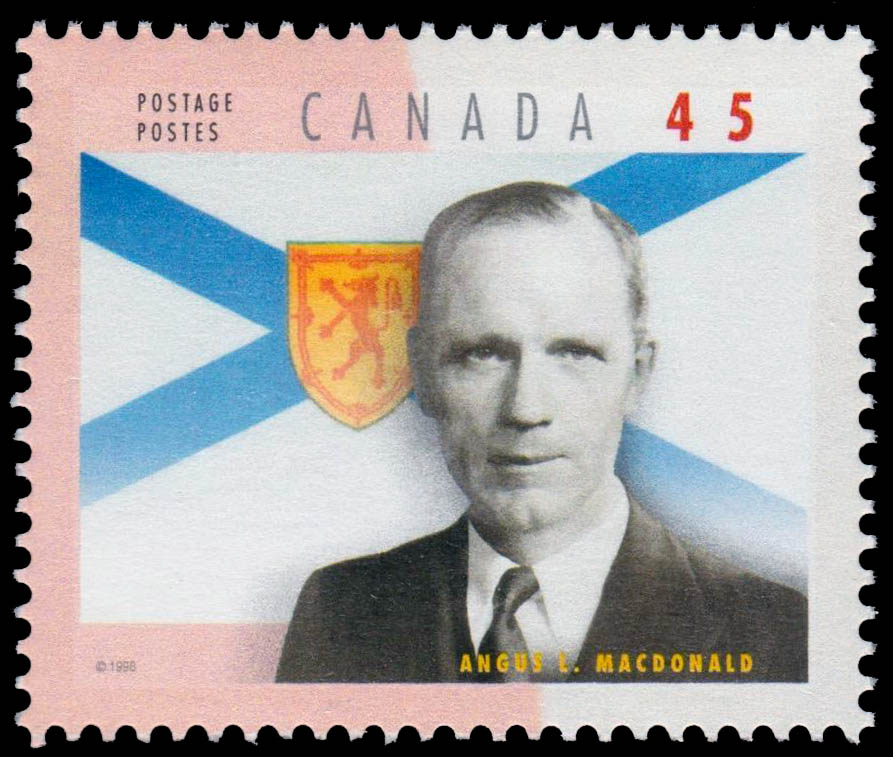 POSTAGE
POSTES
CANADA
45
© 1998
ANGUS L. MACDONALD